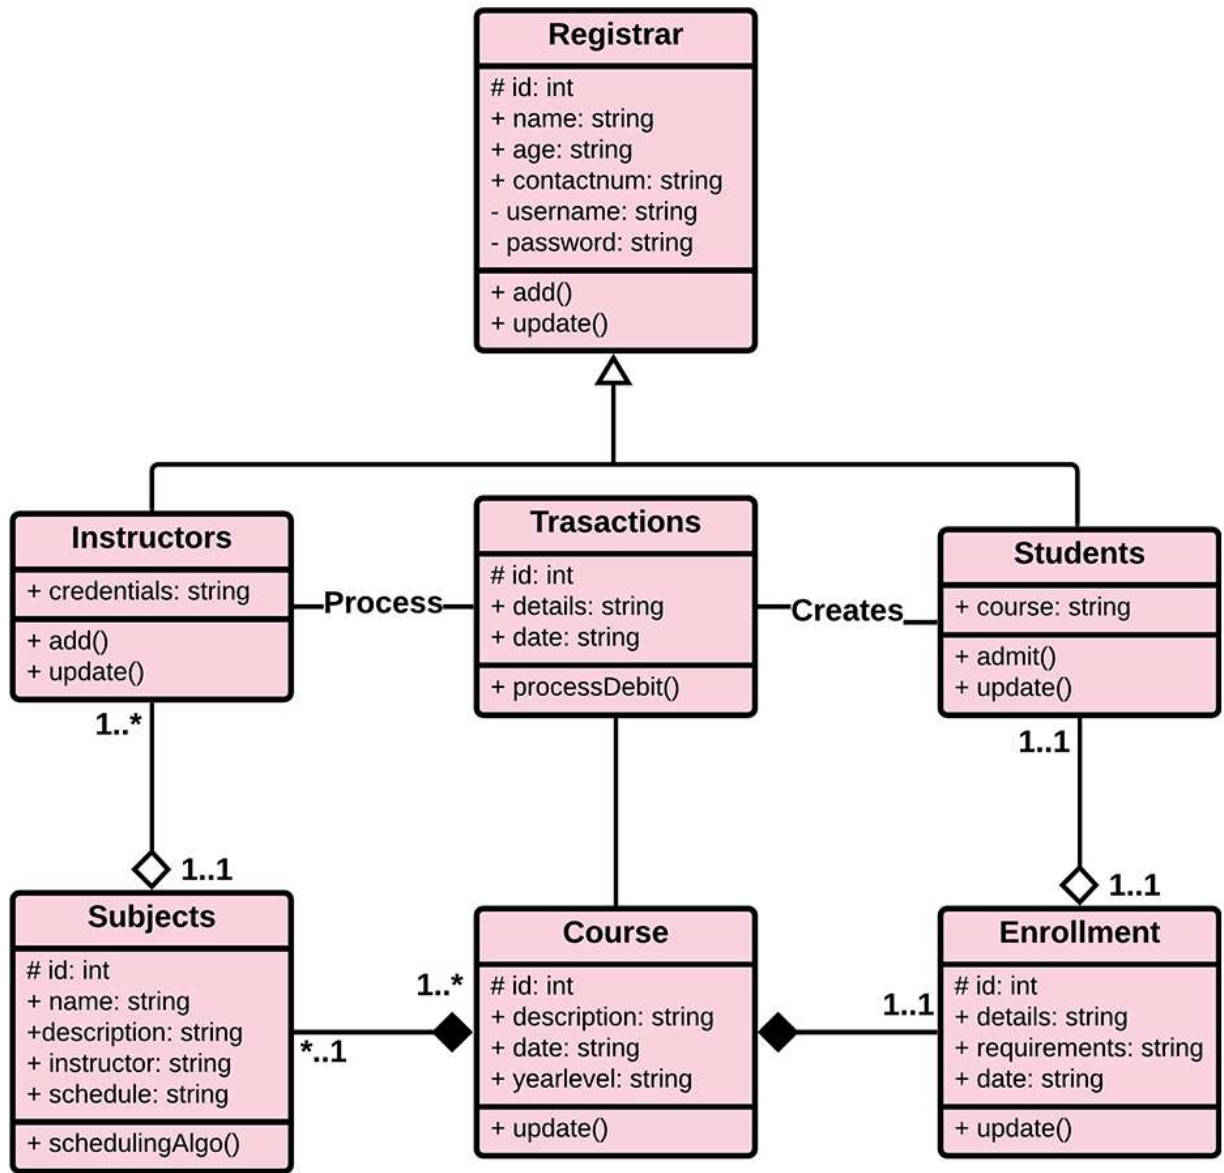 Registrar
# id: int
+ name: string
+ age: string
+ contactnum: string
- username: string
- password: string
+ add()
+ update()
Instructors
+ credentials: string
+ add()
+ update()
Process
Trasactions
# id: int
+ details: string
+ date: string
+ processDebit()
Creates
Students
+ course: string
+ admit()
+ update()
1..*
1..1
1..1
1..1
Subjects
# id: int
+ name: string
+description: string
+ instructor: string
+ schedule: string
+ schedulingAlgo()
1..*
*..1
Course
# id: int
+ description: string
+ date: string
+ yearlevel: string
+ update()
1..1
Enrollment
# id: int
+ details: string
+ requirements: string
+ date: string
+ update()